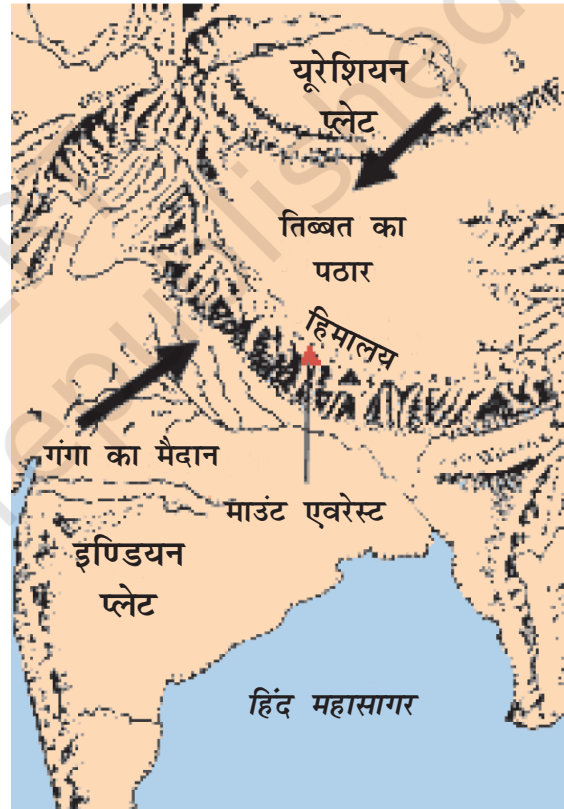 यूरेशियन
प्लेट
तिब्बत का
पठार
हिमालय
गंगा का मैदान
माउंट एवरेस्ट
इण्डियन
प्लेट
हिंद महासागर